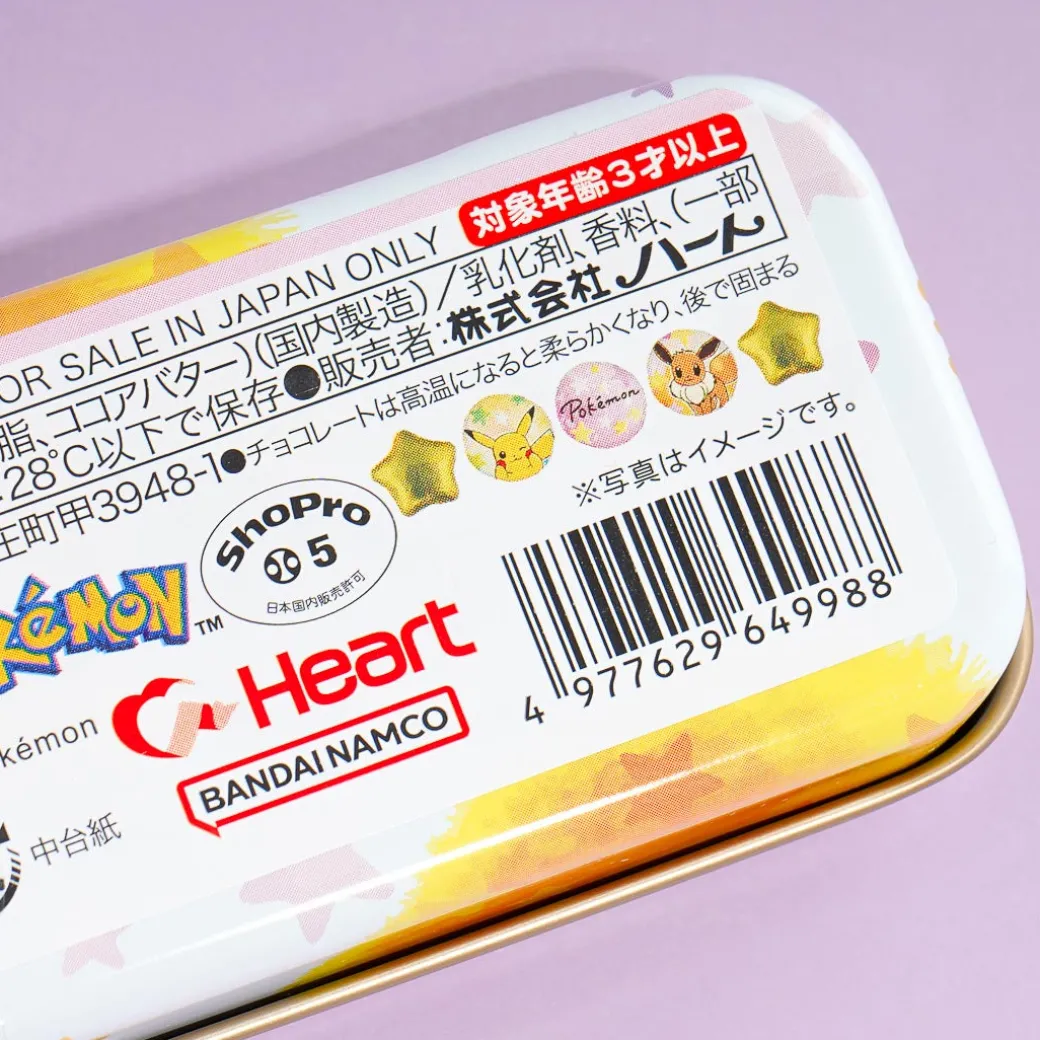 対象年齢3才以上
OR SALE IN JAPAN ONLY
)(国内製造)/乳化剤、香料、(一部
脂、ココアバター
28℃以下で保存●販売者:株式会社ハート
庄町甲3948-1●チョコレートは高温になると柔らかくなり、後で固まる
Pokémon
※写真はイメージです。
ShoPro
5
日本国内販売許可
POKéMON™
kémon
Heart
BANDAI NAMCO
4 977629 649988
中台紙